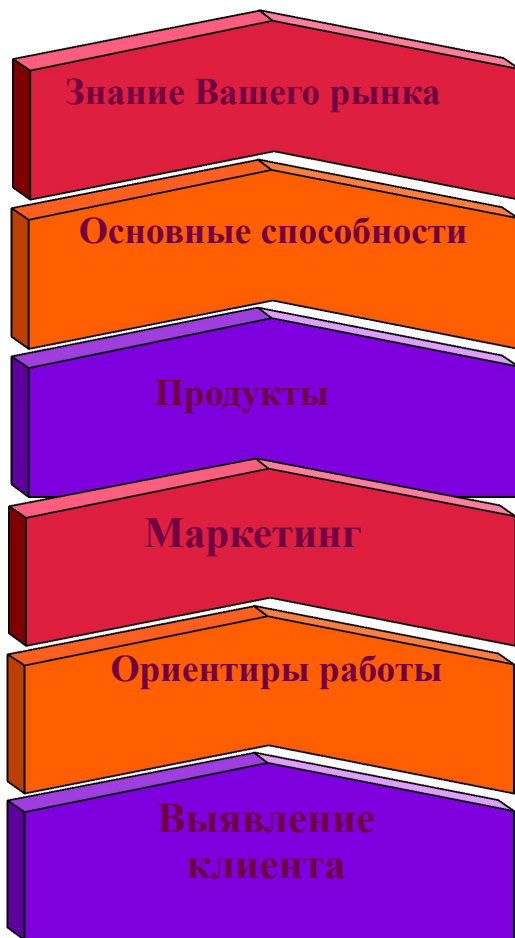 Знание Вашего рынка
Основные способности
Продукты
Маркетинг
Ориентиры работы
Выявление
клиента